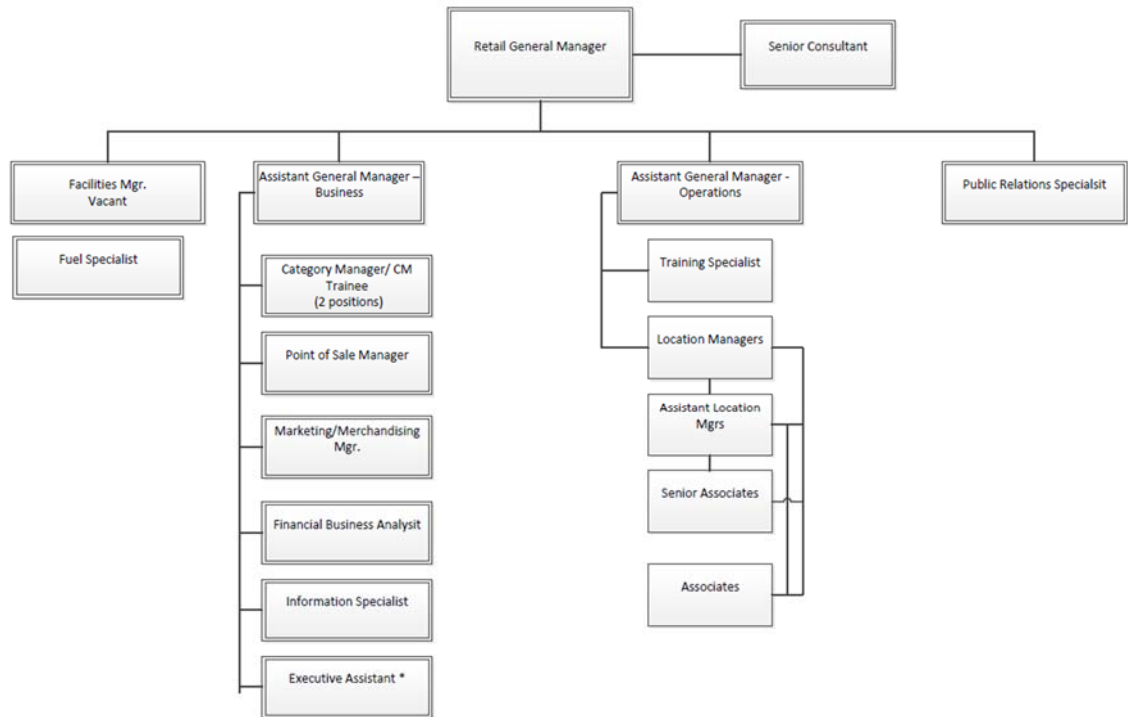 Retail General Manager
Senior Consultant
Facilities Mgr.
Vacant
Assistant General Manager –
Business
Assistant General Manager -
Operations
Public Relations Specialsit
Fuel Specialist
Category Manager/ CM
Trainee
(2 positions)
Training Specialist
Point of Sale Manager
Location Managers
Marketing/Merchandising
Mgr.
Assistant Location
Mgrs
Senior Associates
Financial Business Analysit
Associates
Information Specialist
Executive Assistant *